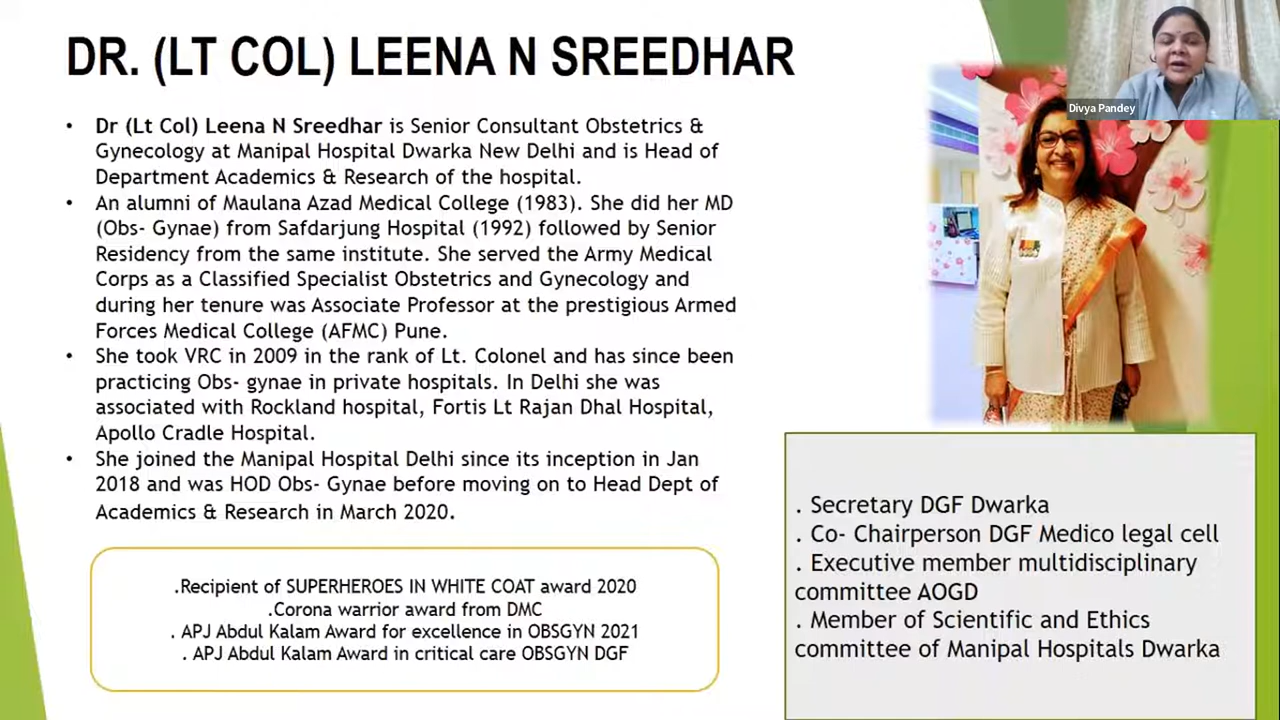 DR. (LT COL) LEENA N SREEDHAR
Divya Pandey
• Dr (Lt Col) Leena N Sreedhar is Senior Consultant Obstetrics &
Gynecology at Manipal Hospital Dwarka New Delhi and is Head of
Department Academics & Research of the hospital.
• An alumni of Maulana Azad Medical College (1983). She did her MD
(Obs- Gynae) from Safdarjung Hospital (1992) followed by Senior
Residency from the same institute. She served the Army Medical
Corps as a Classified Specialist Obstetrics and Gynecology and
during her tenure was Associate Professor at the prestigious Armed
Forces Medical College (AFMC) Pune.
• She took VRC in 2009 in the rank of Lt. Colonel and has since been
practicing Obs- gynae in private hospitals. In Delhi she was
associated with Rockland hospital, Fortis Lt Rajan Dhal Hospital,
Apollo Cradle Hospital.
• She joined the Manipal Hospital Delhi since its inception in Jan
2018 and was HOD Obs- Gynae before moving on to Head Dept of
Academics & Research in March 2020.
.Recipient of SUPERHEROES IN WHITE COAT award 2020
.Corona warrior award from DMC
. APJ Abdul Kalam Award for excellence in OBSGYN 2021
. APJ Abdul Kalam Award in critical care OBSGYN DGF
. Secretary DGF Dwarka
. Co- Chairperson DGF Medico legal cell
. Executive member multidisciplinary
committee AOGD
. Member of Scientific and Ethics
committee of Manipal Hospitals Dwarka